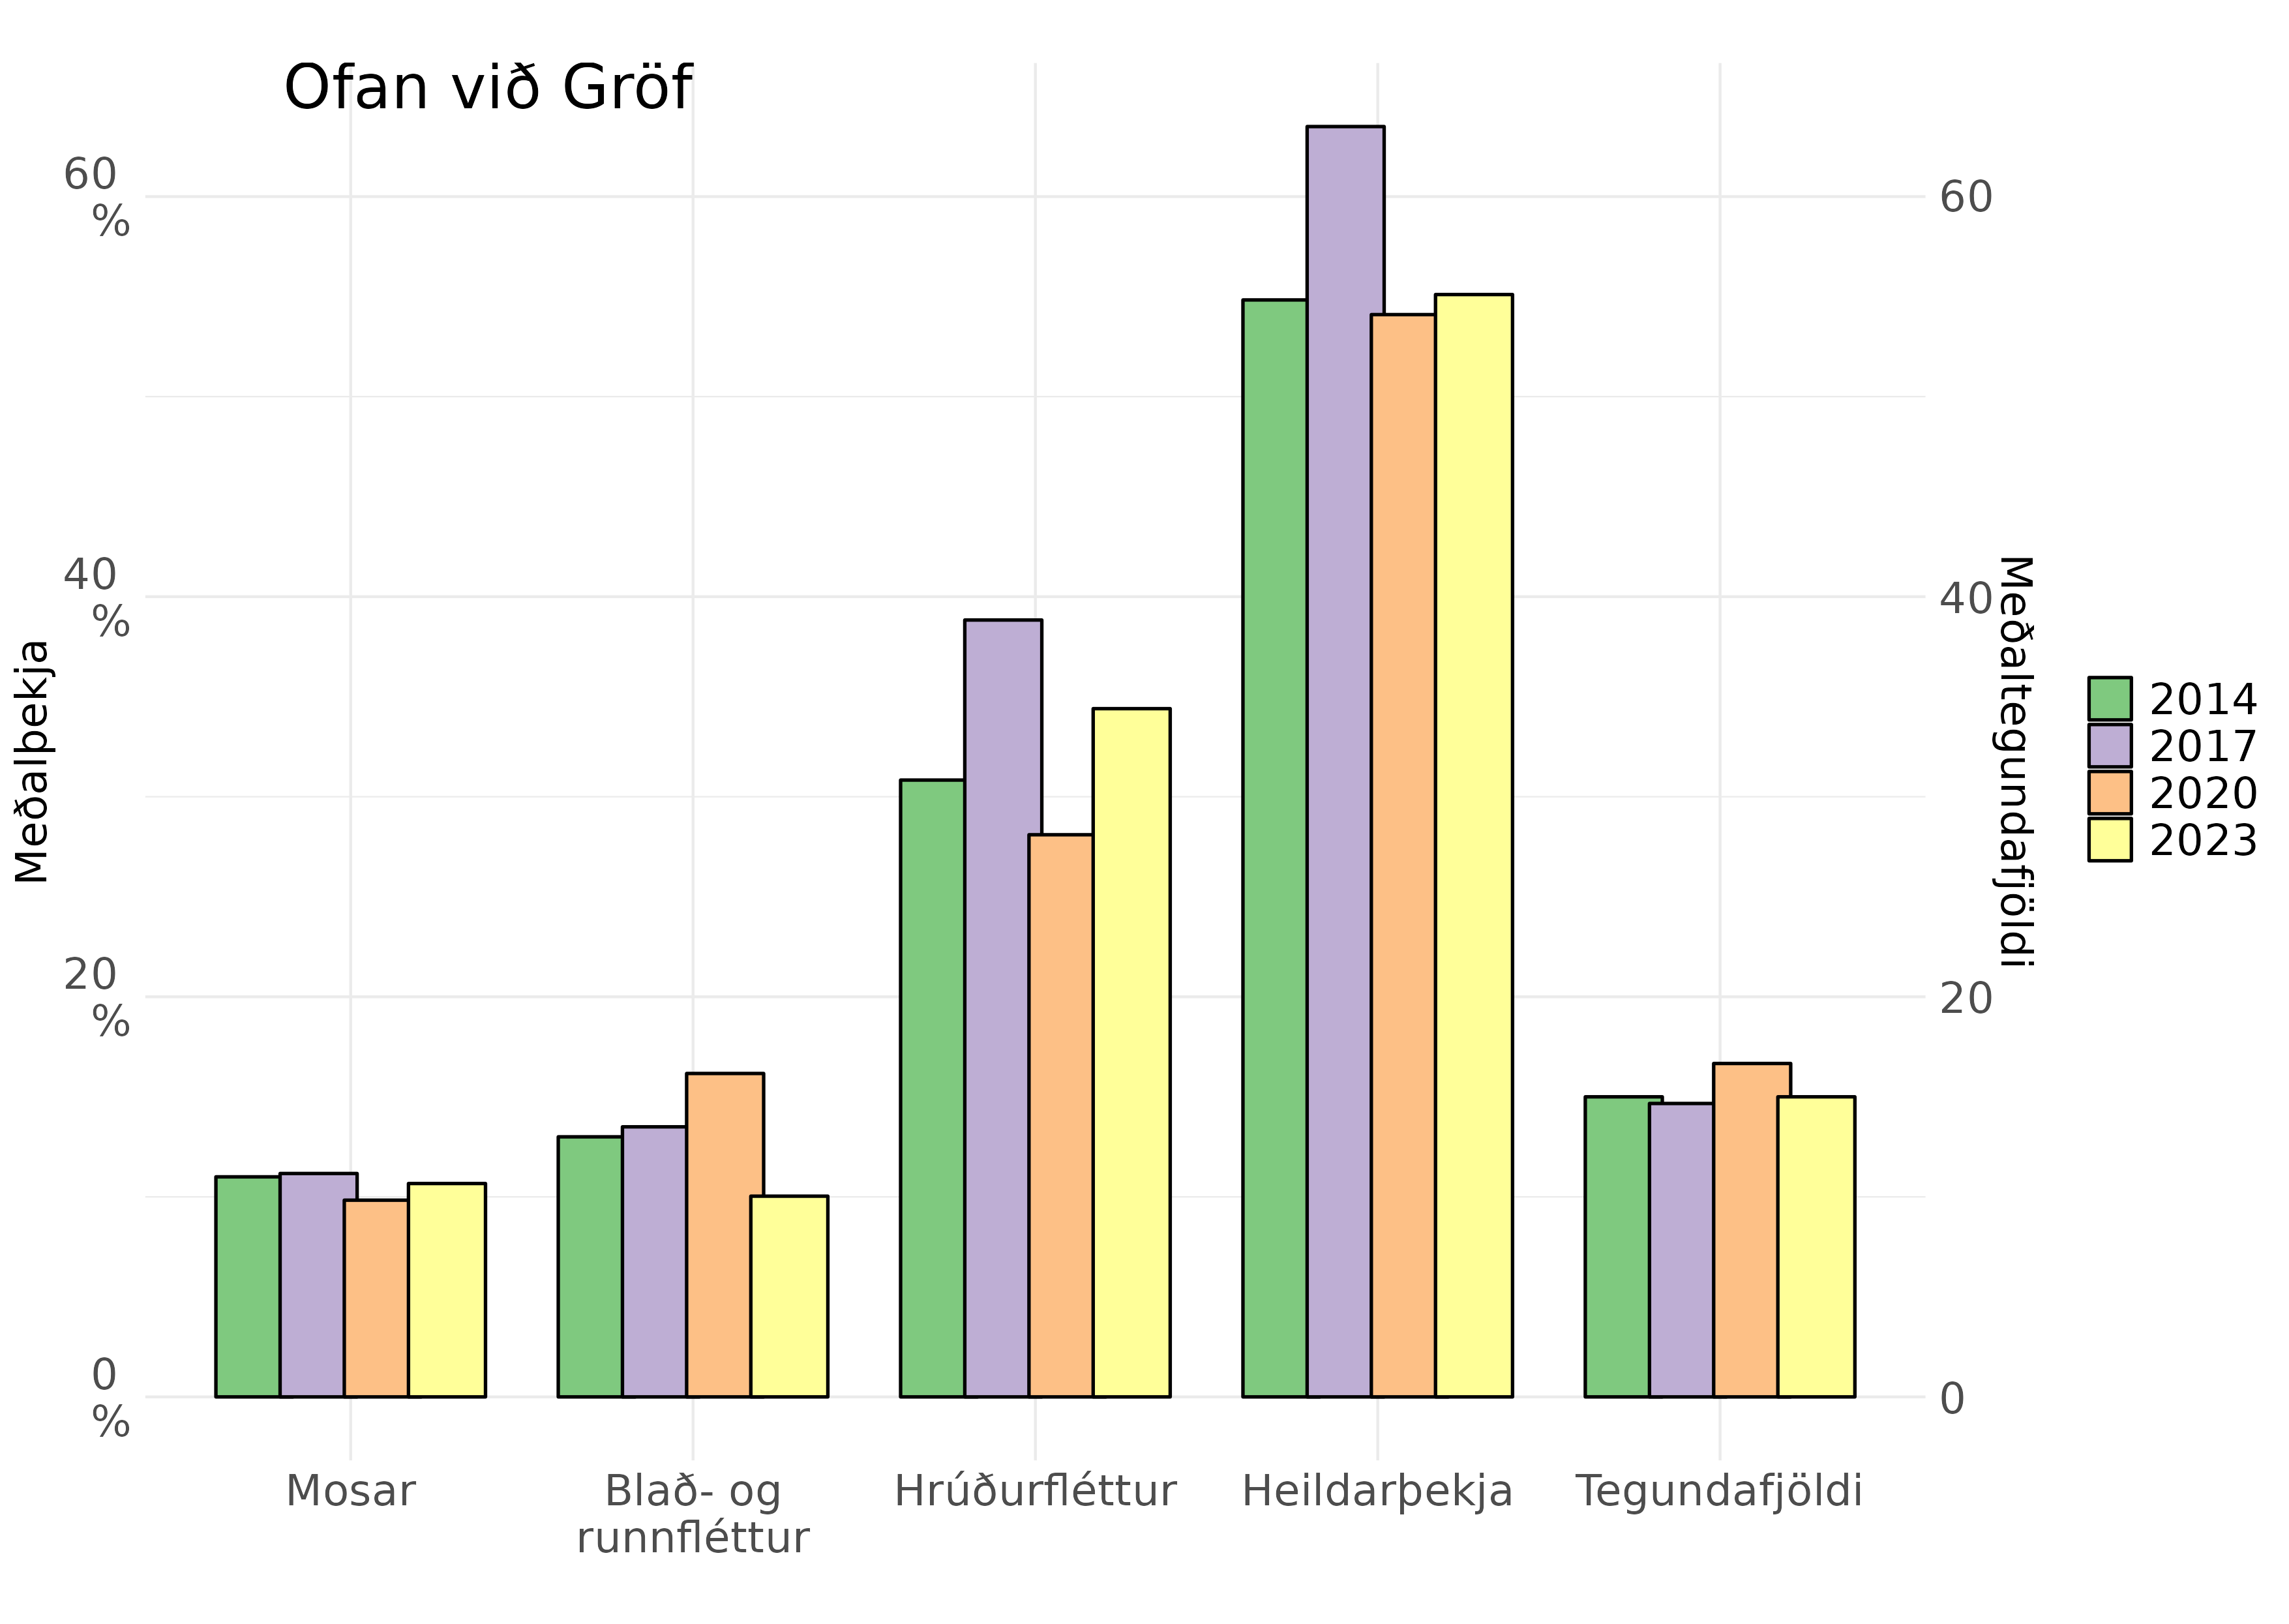 Ofan við Gröf
Meðalþekja
60
%
40
%
20
%
0
%
60
40
20
0
Meðaltegundafjöldi
2014
2017
2020
2023
Mosar
Blað- og
runnfléttur
Hrúðurfléttur
Heildarþekja
Tegundafjöldi